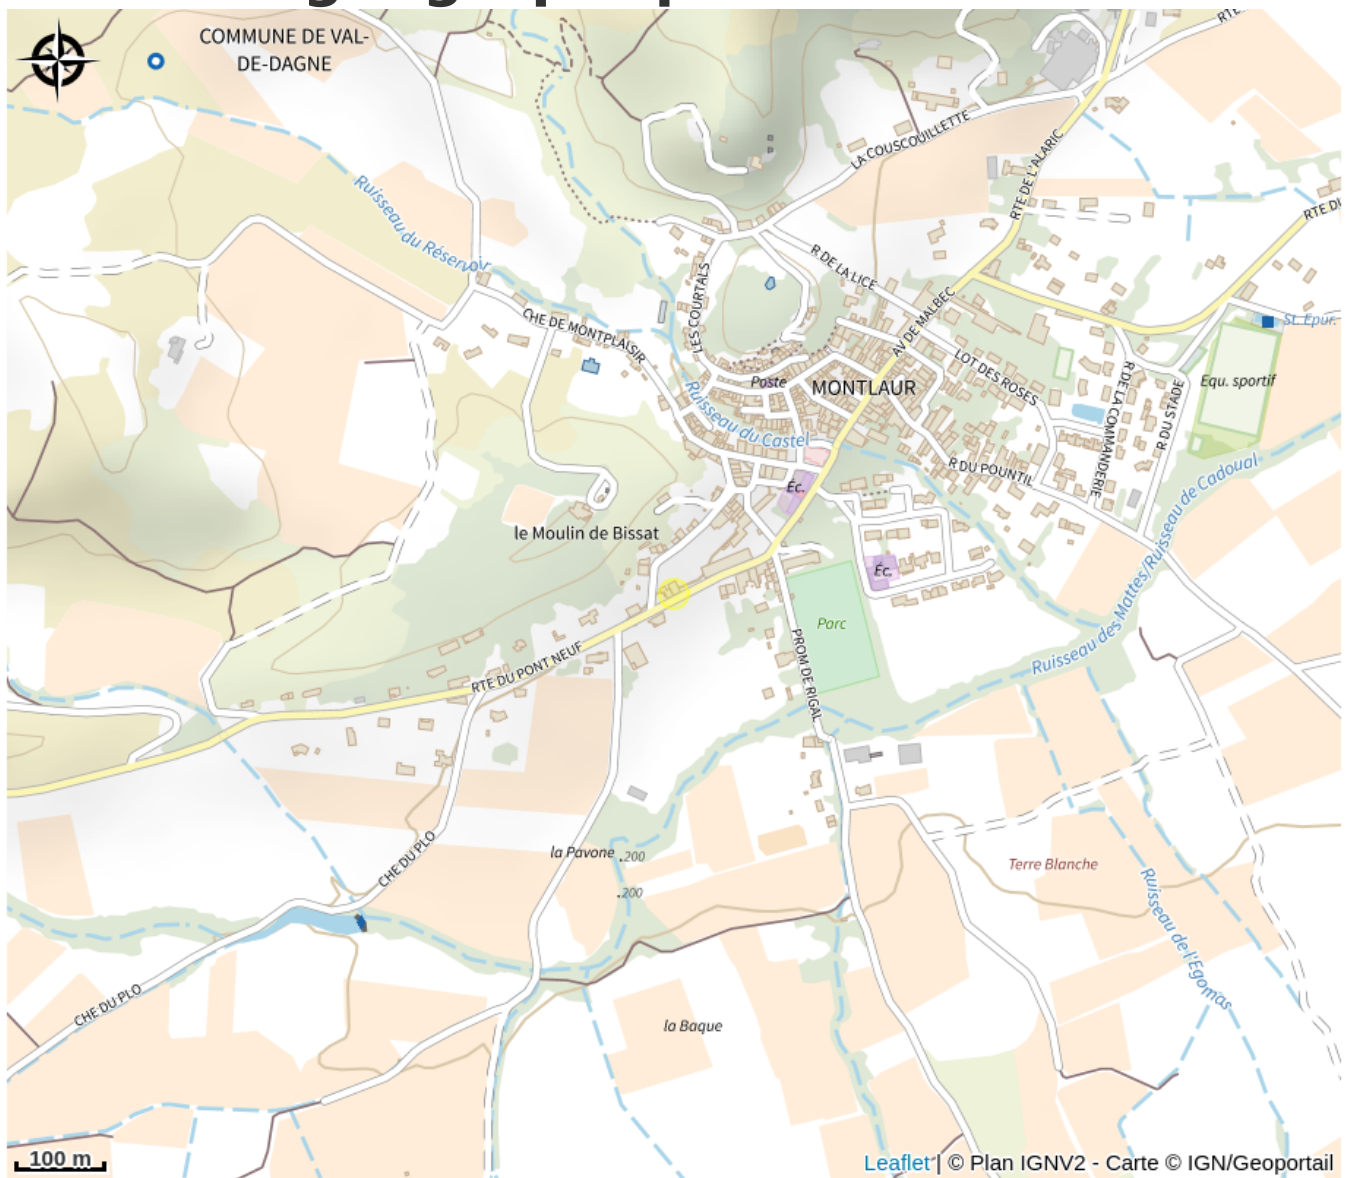 COMMUNE DE VAL-
DE-DAGNE
RTE
LA COUSCOUILLETTE
RTE DE L'ALARIC
Ruisseau du Réservoir
RTE DU
R DE LA LICE
LES COURTALS
AV DE MALBEC
CHE DE MONTPLAISIR
St. Épur.
LOT DES ROSES
Poste
MONTLAUR
R DE LA COMMANDERIE
Equ. sportif
R DU STADE
Ruisseau du Castel
R DU POUNTIL
Éc.
le Moulin de Bissat
Ruisseau des Mattes/Ruisseau de Cadoual
Éc.
Parc
PROM DE RIGAL
RTE DU PONT NEUF
CHE DU PLO
la Pavone
.200
Terre Blanche
.200
Ruisseau de l'Egomas
CHE DU PLO
la Baque
100 m
Leaflet | © Plan IGNV2 - Carte © IGN/Geoportail